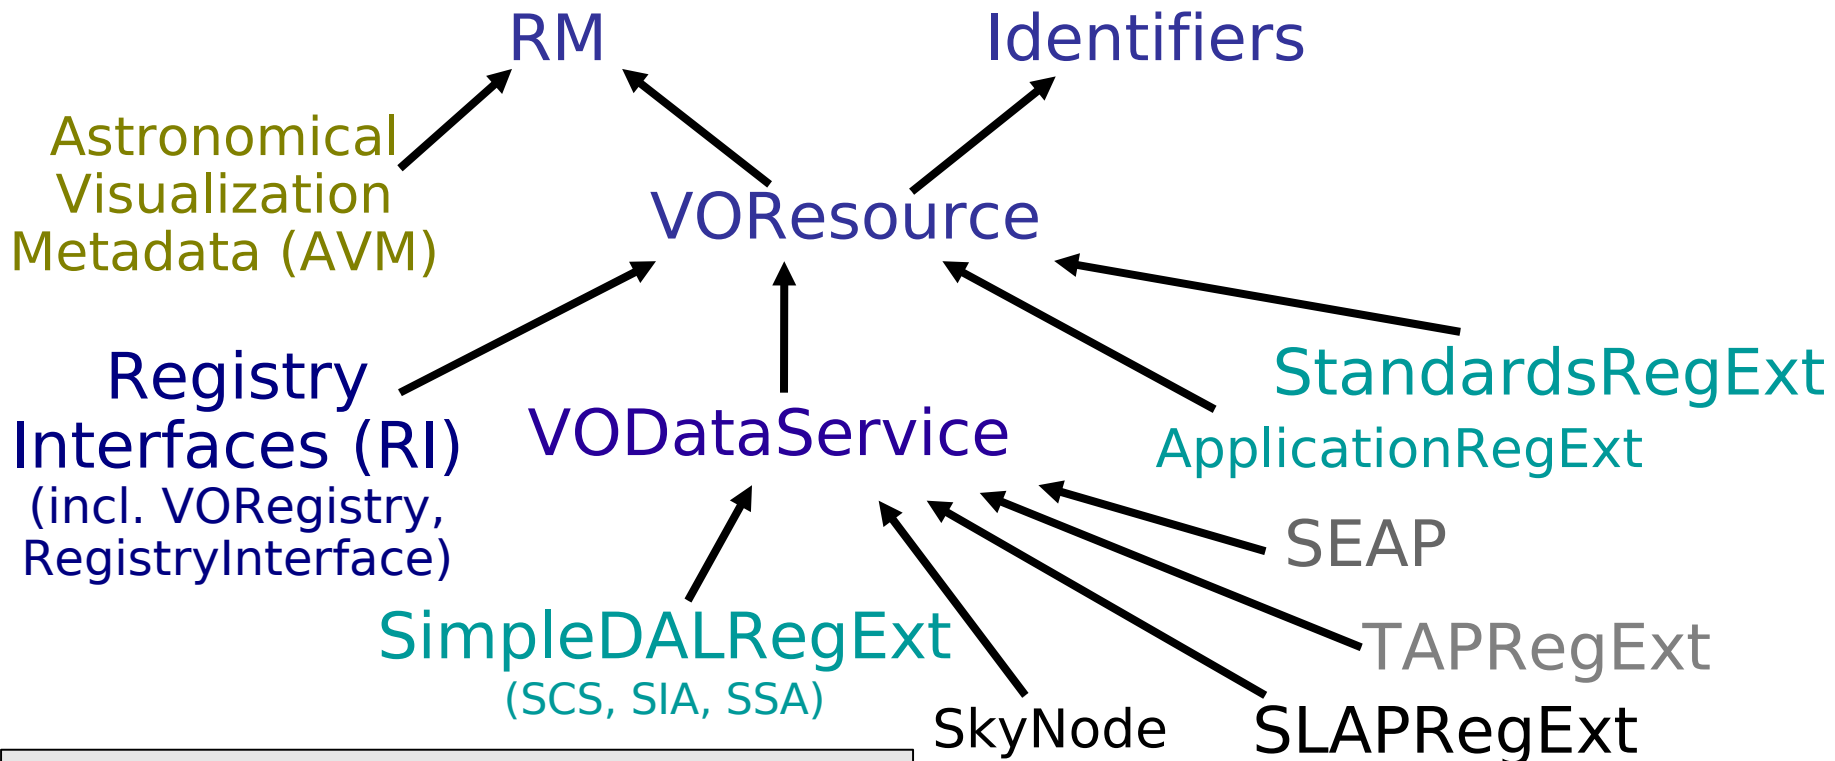 RM
Identifiers
Astronomical
Visualization
Metadata (AVM)
VOResource
Registry
Interfaces (RI)
(incl. VORegistry,
RegistryInterface)
VODataService
StandardsRegExt
ApplicationRegExt
SEAP
SimpleDALRegExt
(SCS, SIA, SSA)
TAPRegExt
SkyNode
SLAPRegExt